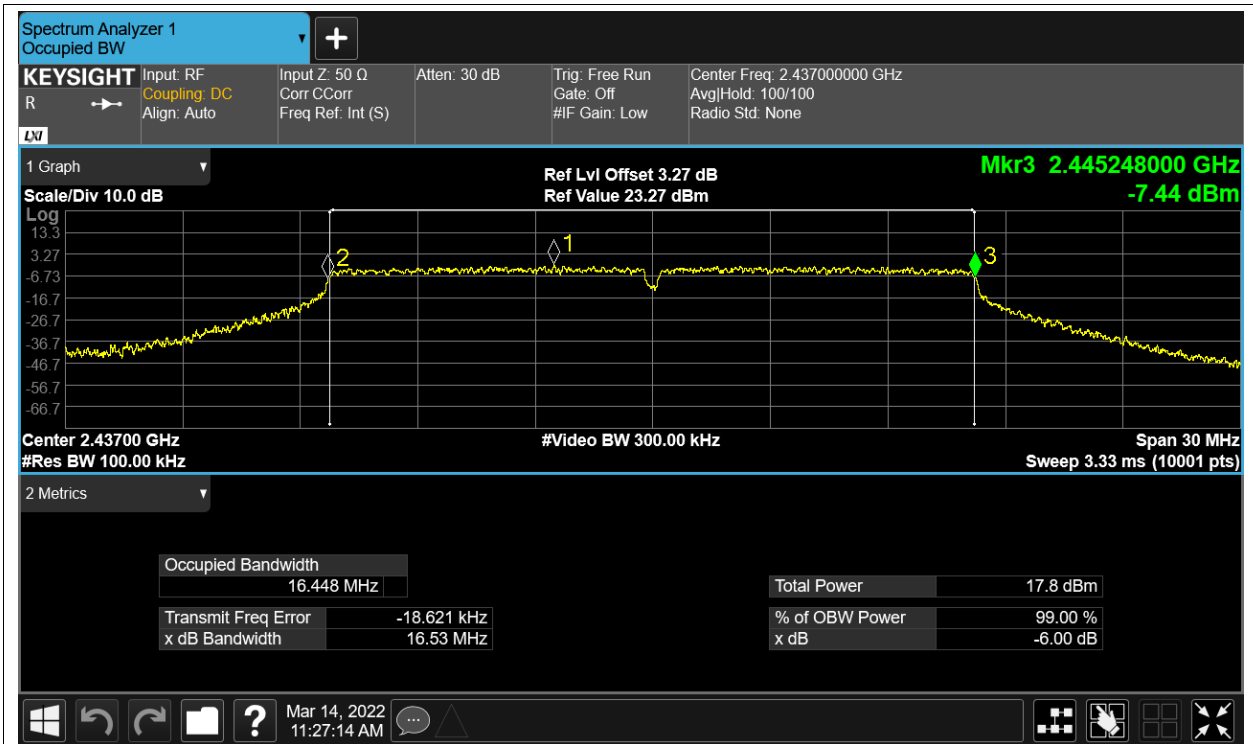 Spectrum Analyzer 1
Occupied BW
KEYSIGHT
R
LXI
Input: RF
Coupling: DC
Align: Auto
Input Z: 50 Ω
Corr CCorr
Freq Ref: Int (S)
Atten: 30 dB
Trig: Free Run
Gate: Off
#IF Gain: Low
Center Freq: 2.437000000 GHz
Avg|Hold: 100/100
Radio Std: None
1 Graph
Scale/Div 10.0 dB
Ref Lvl Offset 3.27 dB
Ref Value 23.27 dBm
Mkr3 2.445248000 GHz
-7.44 dBm
Log
13.3
3.27
-6.73
-16.7
-26.7
-36.7
-46.7
-56.7
-66.7
2
1
3
Center 2.43700 GHz
#Res BW 100.00 kHz
#Video BW 300.00 kHz
Span 30 MHz
Sweep 3.33 ms (10001 pts)
2 Metrics
Occupied Bandwidth
16.448 MHz
Transmit Freq Error -18.621 kHz
x dB Bandwidth 16.53 MHz
Total Power 17.8 dBm
% of OBW Power 99.00 %
x dB -6.00 dB
?
Mar 14, 2022
11:27:14 AM